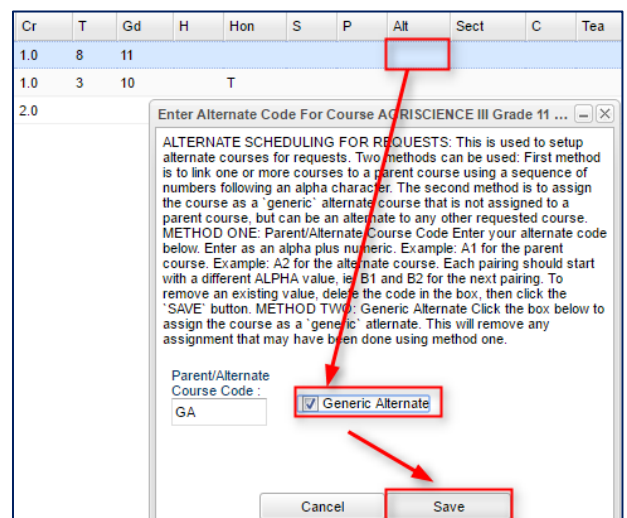 Cr T Gd H Hon S P Alt Sect C Tea
1.0 8 11
1.0 3 10 T
2.0
Enter Alternate Code For Course AGRISCIENCE III Grade 11 ...
ALTERNATE SCHEDULING FOR REQUESTS: This is used to setup
alternate courses for requests. Two methods can be used: First method
is to link one or more courses to a parent course using a sequence of
numbers following an alpha character. The second method is to assign
the course as a `generic` alternate course that is not assigned to a
parent course, but can be an alternate to any other requested course.
METHOD ONE: Parent/Alternate Course Code Enter your alternate code
below. Enter as an alpha plus numeric. Example: A1 for the parent
course. Example: A2 for the alternate course. Each pairing should start
with a different ALPHA value, ie: B1 and B2 for the next pairing. To
remove an existing value, delete the code in the box, then click the
`SAVE` button. METHOD TWO: Generic Alternate Click the box below to
assign the course as a `generic` atlernate. This will remove any
assignment that may have been done using method one.
Parent/Alternate
Course Code :
GA
Generic Alternate
Cancel Save